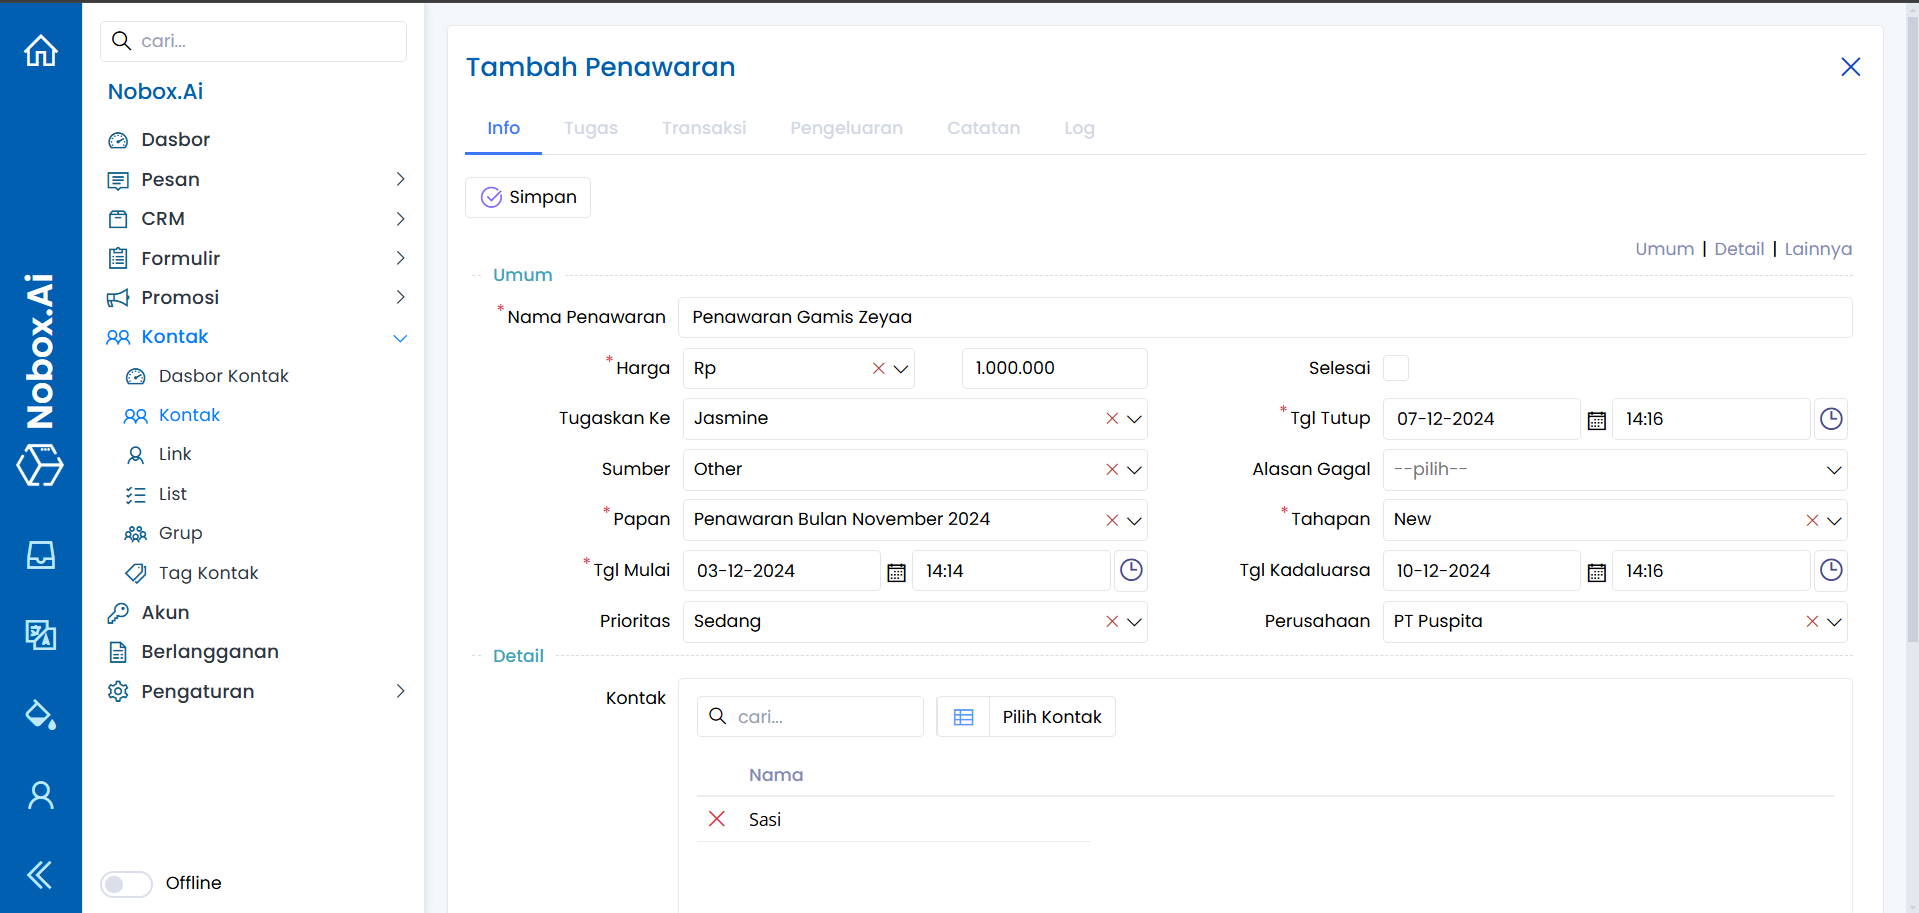 cari...
Nobox.Ai
Dasbor
Pesan
CRM
Formulir
Promosi
Kontak
Dasbor Kontak
Kontak
Link
List
Grup
Tag Kontak
Akun
Berlangganan
Pengaturan
Offline
Nobox.Ai
Tambah Penawaran
Info Tugas Transaksi Pengeluaran Catatan Log
Simpan
Umum | Detail | Lainnya
Umum
*Nama Penawaran Penawaran Gamis Zeyaa
*Harga Rp 1.000.000 Selesai
Tugaskan Ke Jasmine *Tgl Tutup 07-12-2024 14:16
Sumber Other Alasan Gagal --pilih--
*Papan Penawaran Bulan November 2024 *Tahapan New
*Tgl Mulai 03-12-2024 14:14 Tgl Kadaluarsa 10-12-2024 14:16
Prioritas Sedang Perusahaan PT Puspita
Detail
Kontak cari... Pilih Kontak
Nama
Sasi